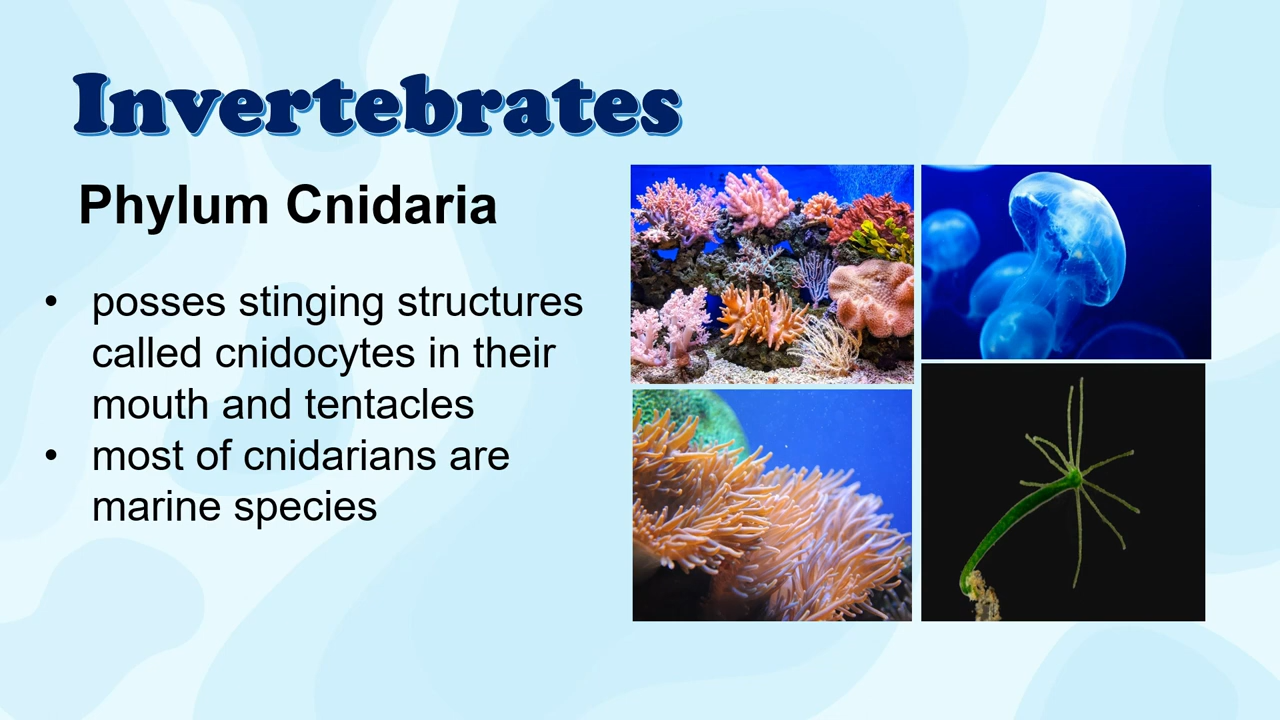 Invertebrates
Phylum Cnidaria
• posses stinging structures
called cnidocytes in their
mouth and tentacles
• most of cnidarians are
marine species